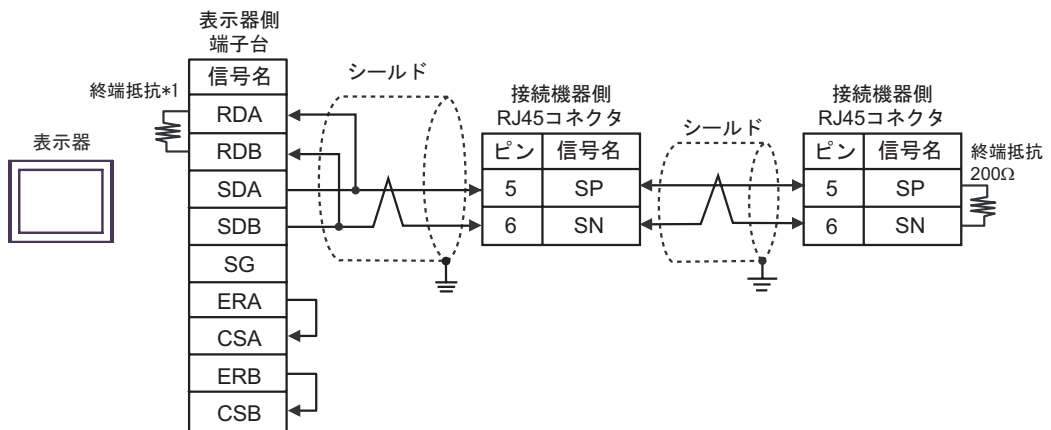 表示器
終端抵抗*1
表示器側
端子台
信号名
RDA
RDB
SDA
SDB
SG
ERA
CSA
ERB
CSB
シールド
接続機器側
RJ45コネクタ
ピン 信号名
5 SP
6 SN
シールド
接続機器側
RJ45コネクタ
ピン 信号名
5 SP
6 SN
終端抵抗
200Ω